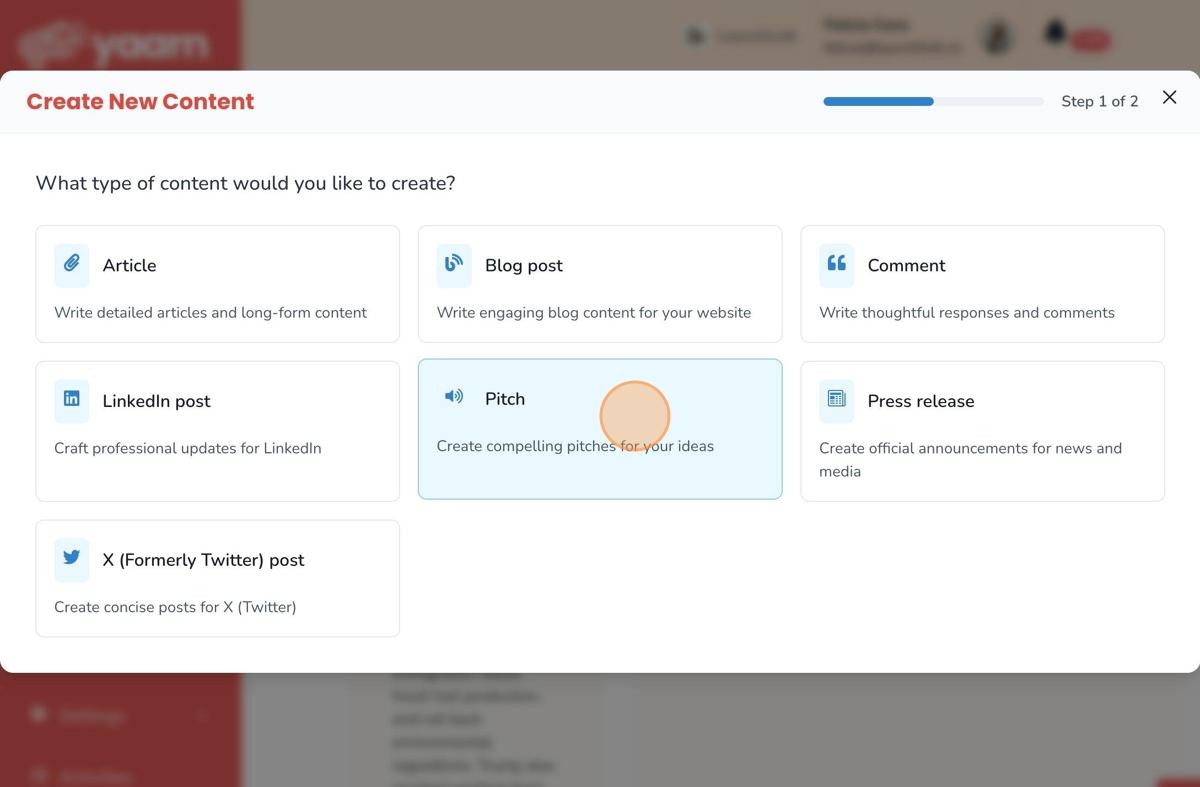 yaarn
Create New Content
Step 1 of 2
What type of content would you like to create?
Article
Write detailed articles and long-form content
Blog post
Write engaging blog content for your website
Comment
Write thoughtful responses and comments
LinkedIn post
Craft professional updates for LinkedIn
Pitch
Create compelling pitches for your ideas
Press release
Create official announcements for news and
media
X (Formerly Twitter) post
Create concise posts for X (Twitter)
Settings
Activities